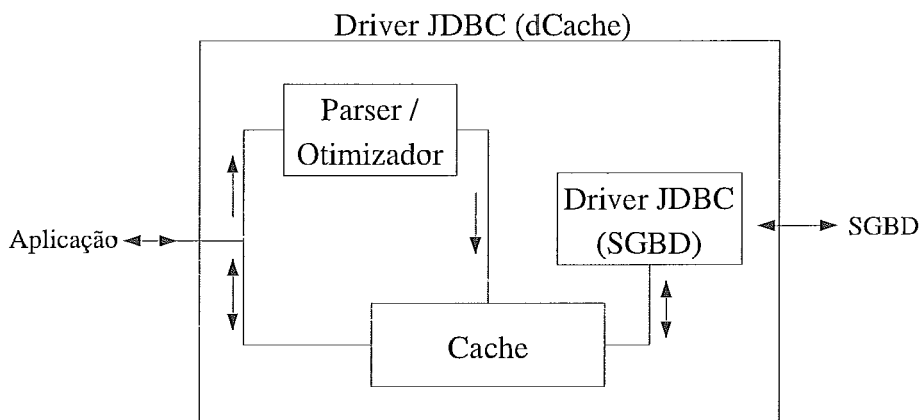 Driver JDBC (dCache)
Parser /
Otimizador
Driver JDBC
(SGBD)
Aplicação
SGBD
Cache